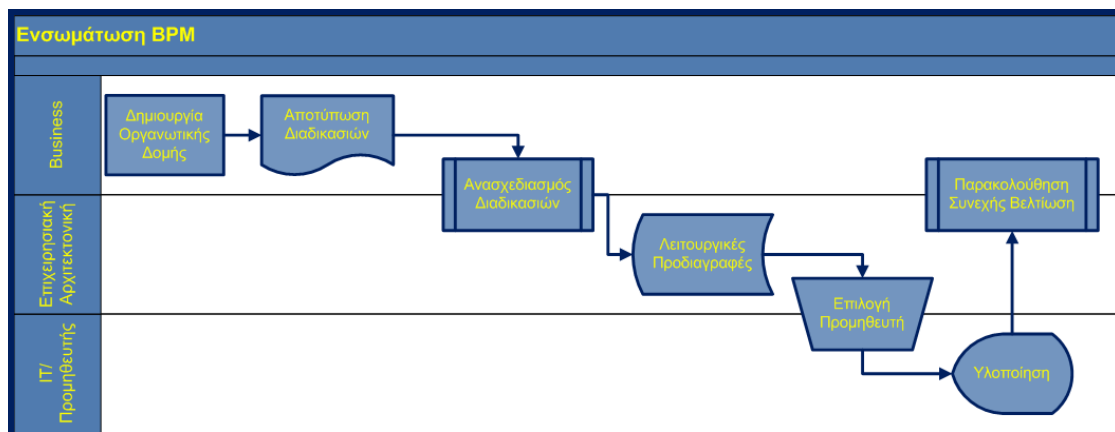 Ενσωμάτωση BPM
Business
Δημιουργία
Οργανωτικής
Δομής
Αποτύπωση
Διαδικασιών
Ανασχεδιασμός
Διαδικασιών
Παρακολούθηση
Συνεχής Βελτίωση
Επιχειρησιακή
Αρχιτεκτονική
Λειτουργικές
Προδιαγραφές
Επιλογή
Προμηθευτή
IT/
Προμηθευτής
Υλοποίηση